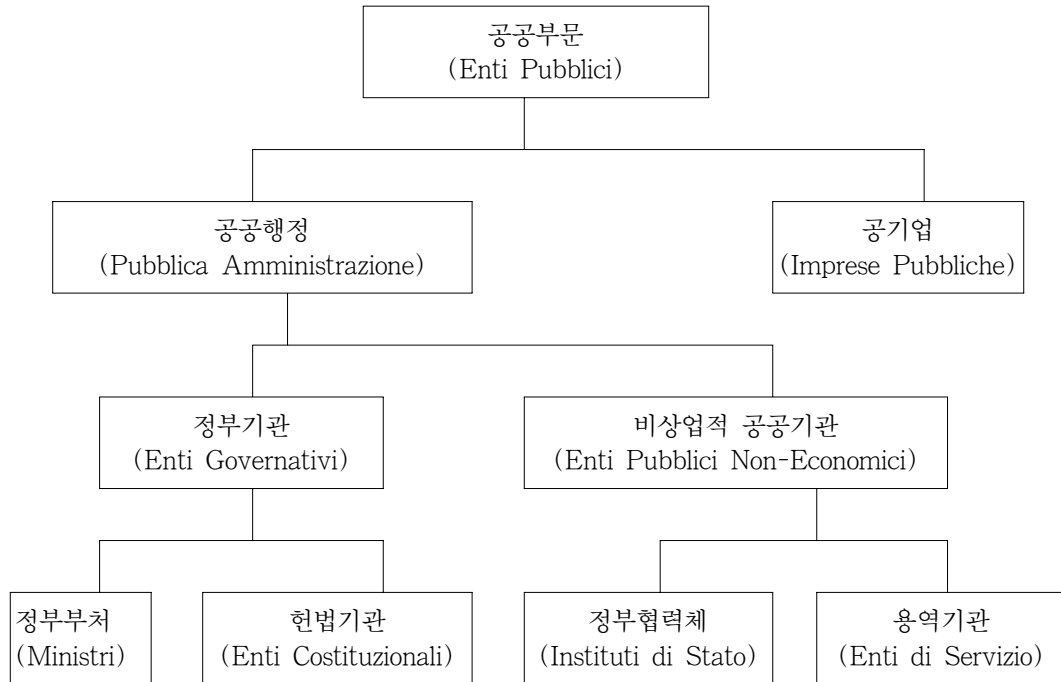 공공부문
(Enti Pubblici)
공공행정
(Pubblica Amministrazione)
공기업
(Imprese Pubbliche)
정부기관
(Enti Governativi)
비상업적 공공기관
(Enti Pubblici Non-Economici)
정부부처
(Ministri)
헌법기관
(Enti Costituzionali)
정부협력체
(Instituti di Stato)
용역기관
(Enti di Servizio)